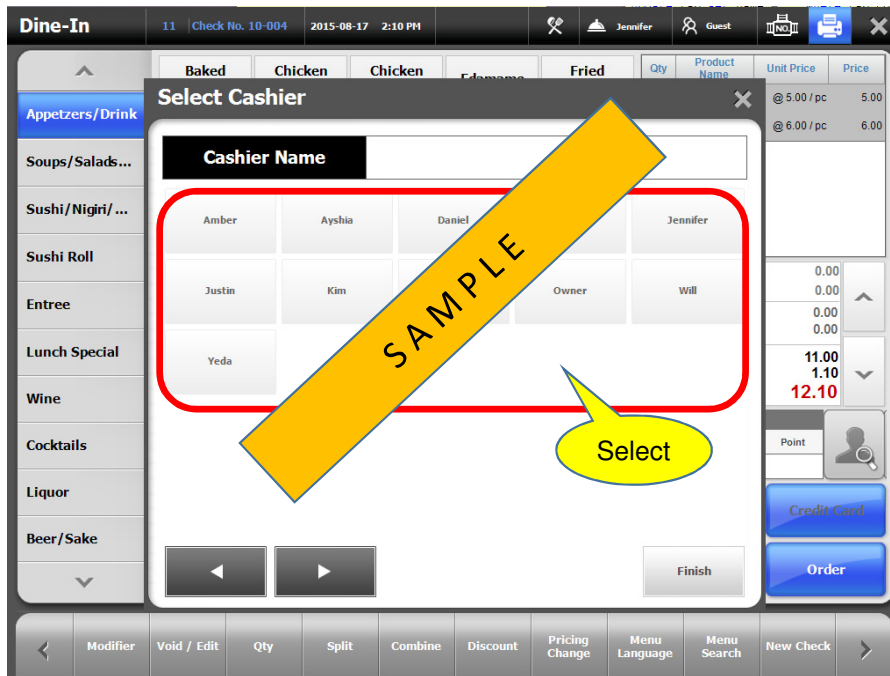 Dine-In
11 | Check No. 10-004
2015-08-17 2:10 PM
Jennifer
Guest
NO.
Baked
Chicken
Chicken
Edamame
Fried
Qty
Product
Name
Unit Price
Price
@ 5.00 / pc 5.00
@ 6.00 / pc 6.00
Appetzers/Drink
Soups/Salads...
Sushi/Nigiri/ ...
Sushi Roll
Entree
Lunch Special
Wine
Cocktails
Liquor
Beer/Sake
Select Cashier
Cashier Name
Amber
Ayshia
Daniel
Jennifer
Justin
Kim
Owner
Will
Yeda
SAMPLE
Select
Finish
0.00
0.00
0.00
0.00
11.00
1.10
12.10
Point
Credit Card
Order
Modifier
Void / Edit
Qty
Split
Combine
Discount
Pricing
Change
Menu
Language
Menu
Search
New Check